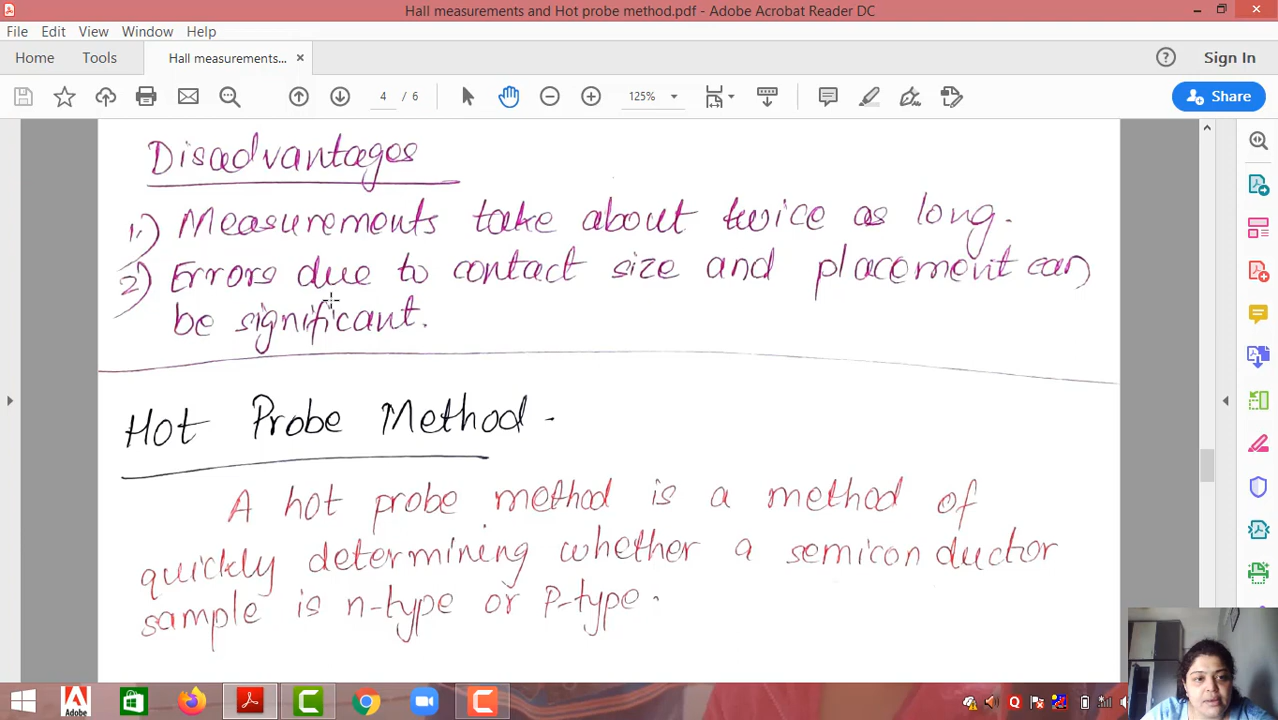 Hall measurements and Hot probe method.pdf - Adobe Acrobat Reader DC
File Edit View Window Help
Home Tools Hall measurements... ×
Sign In
4 / 6 125%
Share
Disadvantages
1.) Measurements take about twice as long.
2) Errors due to contact size and placement can
be significant.
Hot Probe Method -
A hot probe method is a method of
quickly determining whether a semiconductor
sample is n-type or P-type.
Adobe